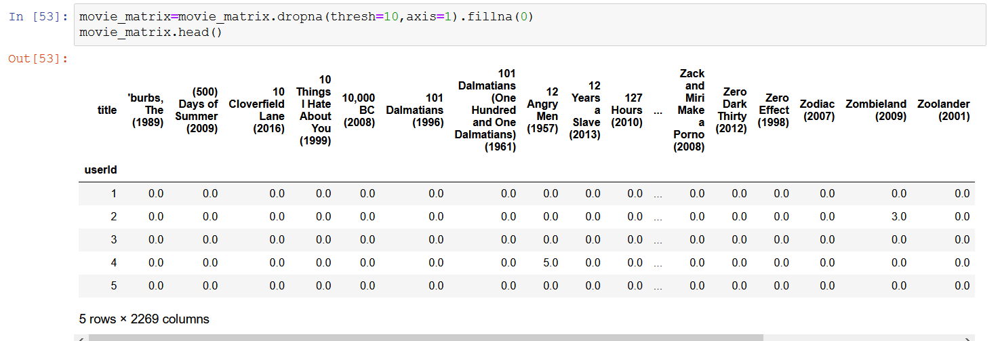 In [53]: movie_matrix=movie_matrix.dropna(thresh=10,axis=1).fillna(0)
movie_matrix.head()
Out[53]:
title 'burbs, The (1989) (500) Days of Summer (2009) 10 Cloverfield Lane (2016) 10 Things I Hate About You (1999) 10,000 BC (2008) 101 Dalmatians (1996) 101 Dalmatians (One Hundred and One Dalmatians) (1961) 12 Angry Men (1957) 12 Years a Slave (2013) 127 Hours (2010) ... Zack and Miri Make a Porno (2008) Zero Dark Thirty (2012) Zero Effect (1998) Zodiac (2007) Zombieland (2009) Zoolander (2001)
userId
1 0.0 0.0 0.0 0.0 0.0 0.0 0.0 0.0 0.0 0.0 ... 0.0 0.0 0.0 0.0 0.0 0.0
2 0.0 0.0 0.0 0.0 0.0 0.0 0.0 0.0 0.0 0.0 ... 0.0 0.0 0.0 0.0 3.0 0.0
3 0.0 0.0 0.0 0.0 0.0 0.0 0.0 0.0 0.0 0.0 ... 0.0 0.0 0.0 0.0 0.0 0.0
4 0.0 0.0 0.0 0.0 0.0 0.0 0.0 5.0 0.0 0.0 ... 0.0 0.0 0.0 0.0 0.0 0.0
5 0.0 0.0 0.0 0.0 0.0 0.0 0.0 0.0 0.0 0.0 ... 0.0 0.0 0.0 0.0 0.0 0.0
5 rows × 2269 columns